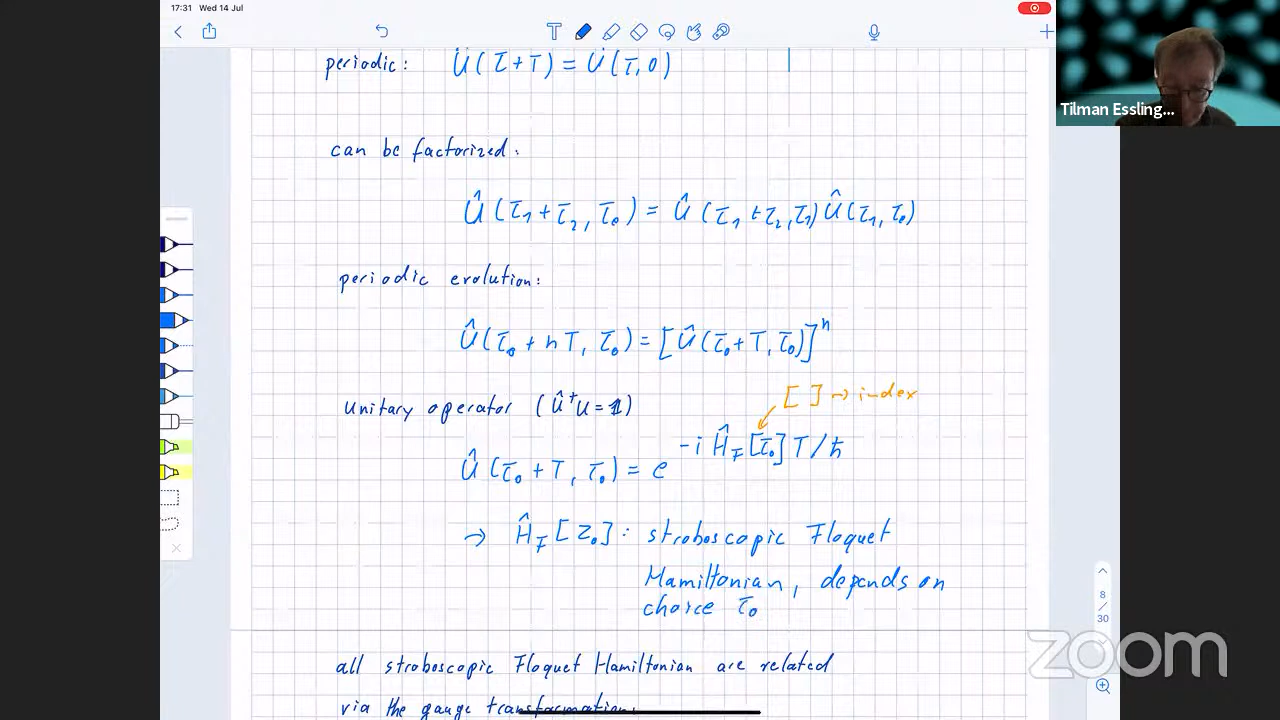 17:31 Wed 14 Jul
periodic: Û(τ+T) = Û(T,0)
can be factorized:
Û(τ₁+τ₂, τ₀) = Û(τ₁+τ₂,τ₁)Û(τ₁,τ₀)
periodic evolution:
Û(τ₀ + nT, τ₀) = [Û(τ₀+T, τ₀)]ⁿ
[ ] → index
unitary operator (Û†U=𝟙)
Û(τ₀+T, τ₀) = e^{-i Ĥ_F[τ₀]T/ħ}
→ Ĥ_F[τ₀]: stroboscopic Floquet
Hamiltonian, depends on
choice τ₀
all stroboscopic Floquet Hamiltonian are related
via the gauge transformation:
Tilman Essling...
8
/
30
zoom